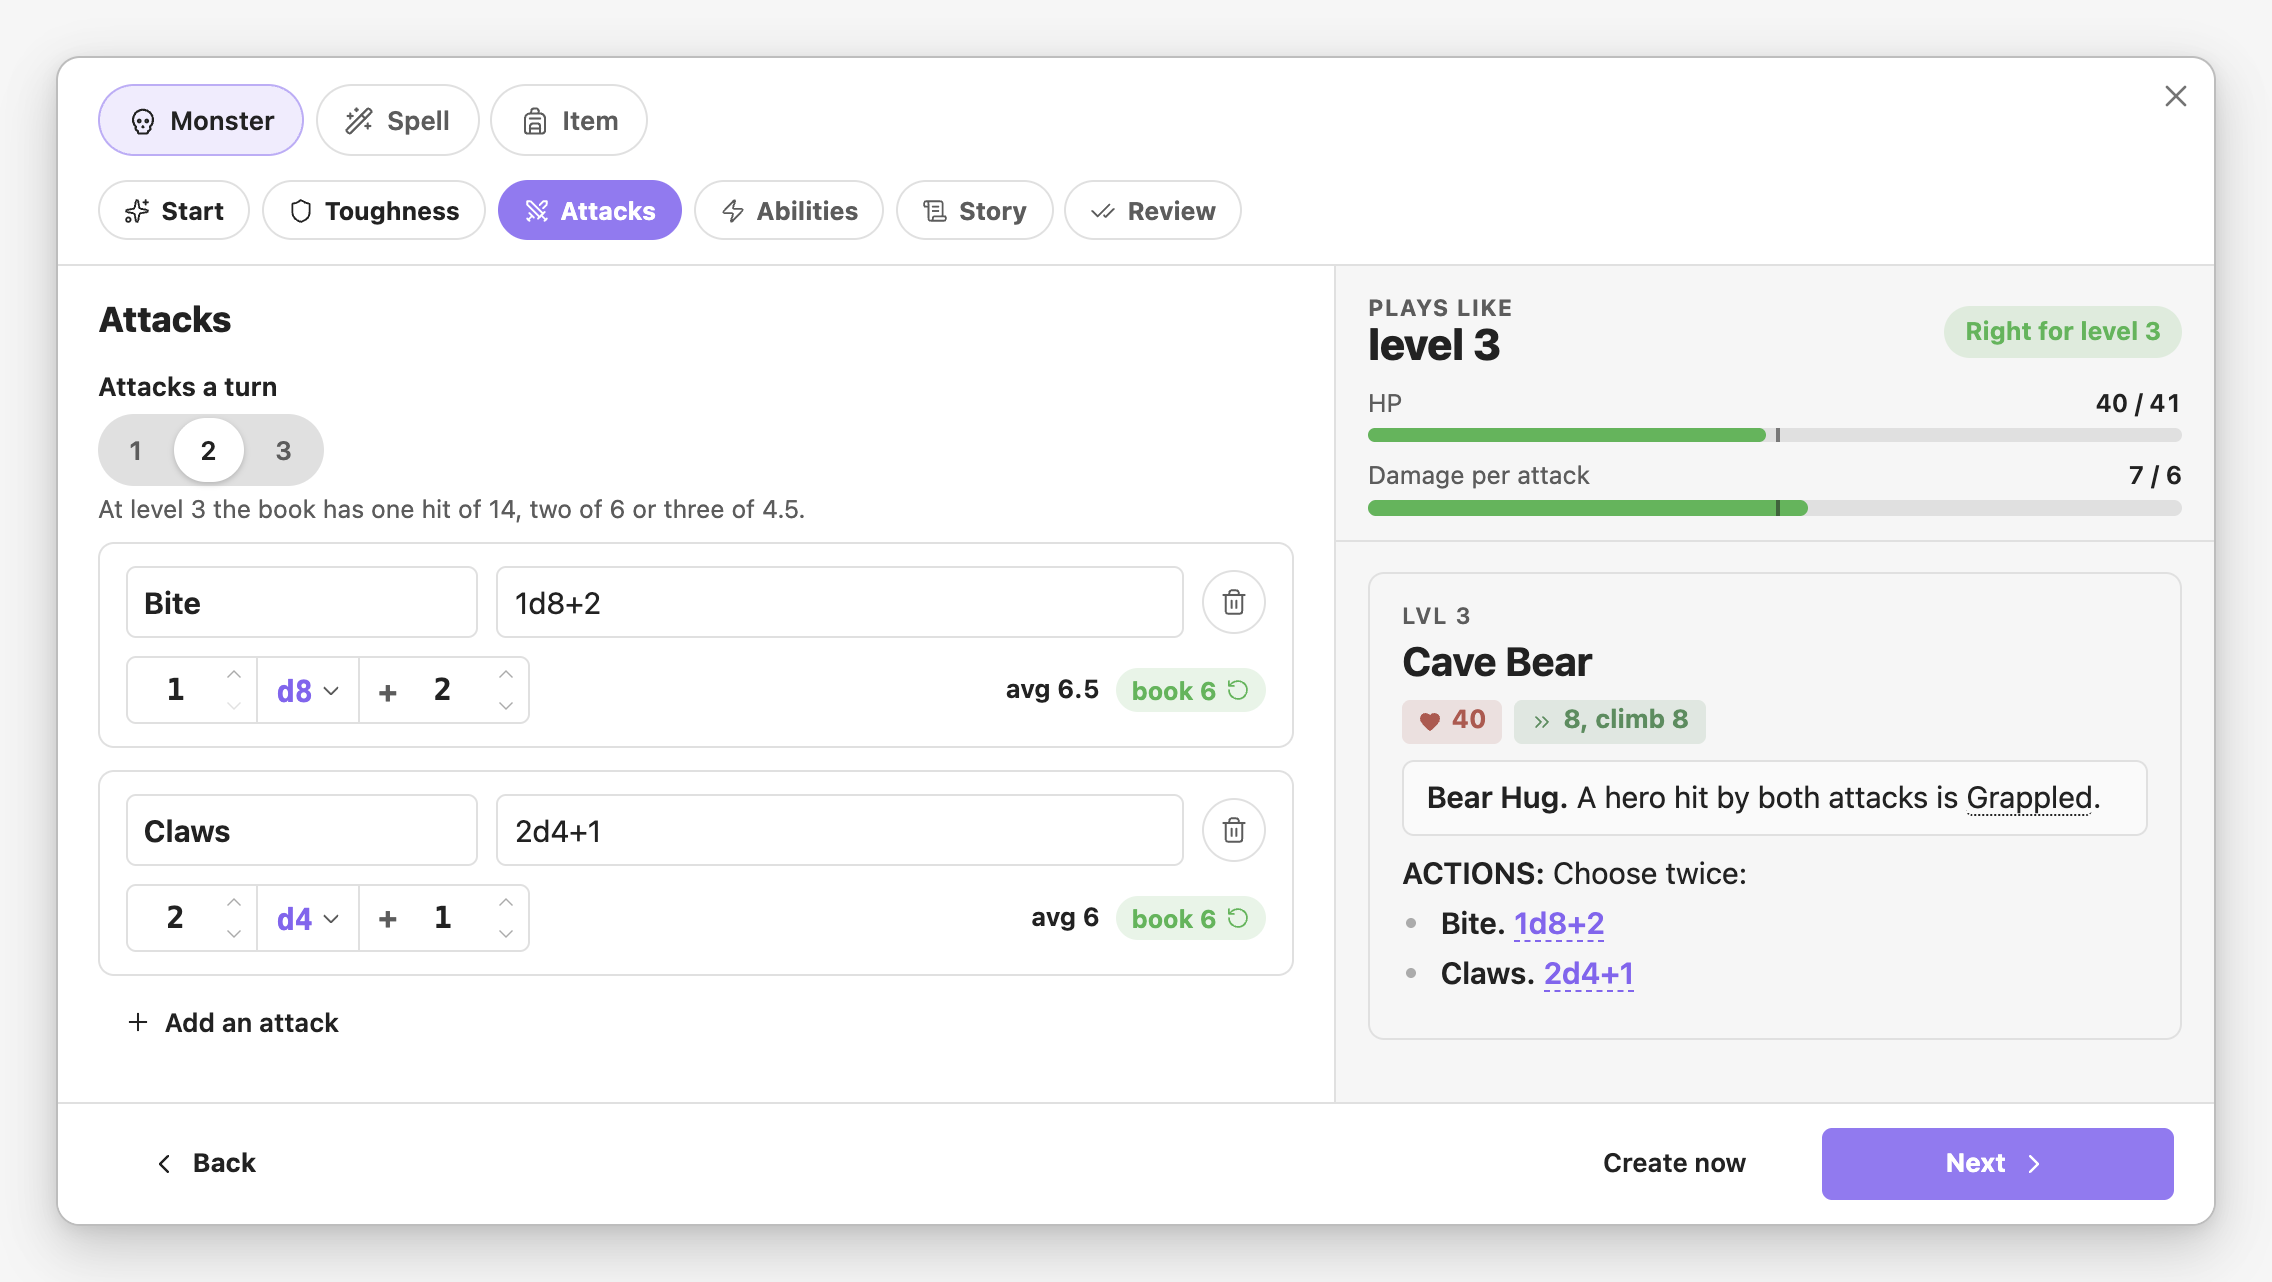 Monster Spell Item
Start Toughness Attacks Abilities Story Review
Attacks
Attacks a turn
1 2 3
At level 3 the book has one hit of 14, two of 6 or three of 4.5.
Bite 1d8+2
1 d8 + 2 avg 6.5 book 6
Claws 2d4+1
2 d4 + 1 avg 6 book 6
+ Add an attack
PLAYS LIKE
level 3
Right for level 3
HP 40 / 41
Damage per attack 7 / 6
LVL 3
Cave Bear
40 8, climb 8
Bear Hug. A hero hit by both attacks is Grappled.
ACTIONS: Choose twice:
• Bite. 1d8+2
• Claws. 2d4+1
Back Create now Next